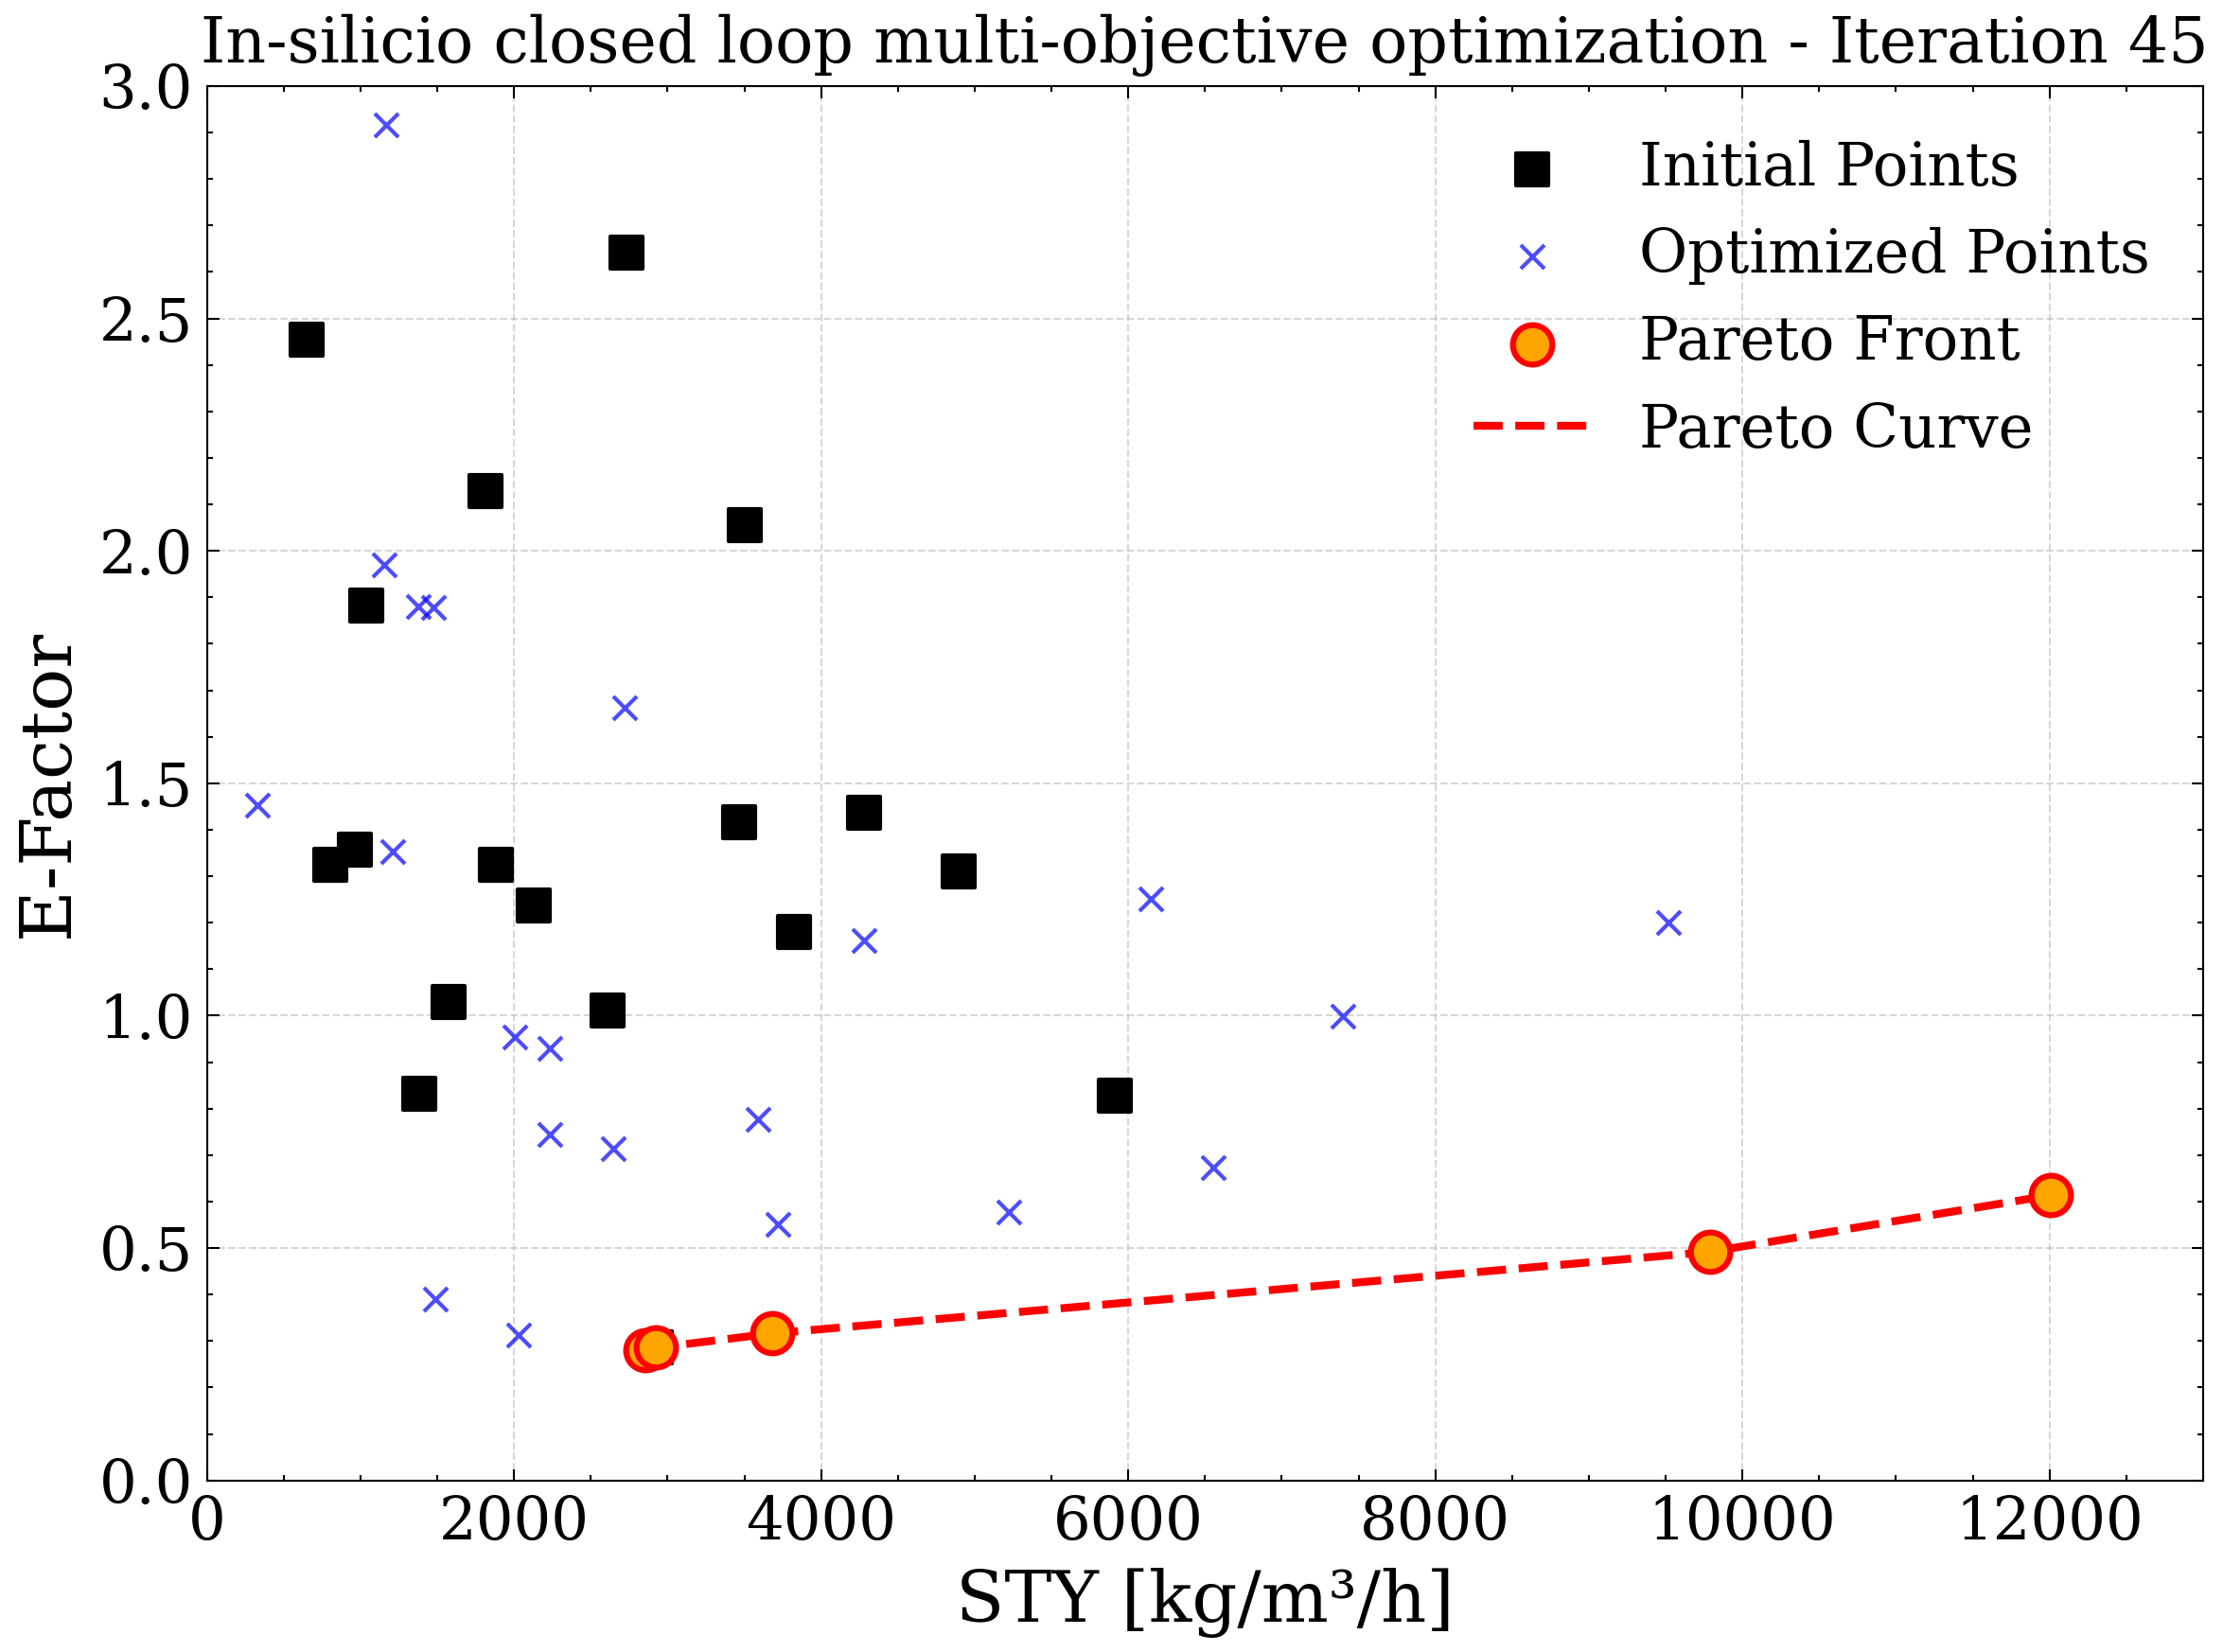 In-silicio closed loop multi-objective optimization - Iteration 45
3.0
2.5
2.0
1.5
1.0
0.5
0.0
E-Factor
Initial Points
Optimized Points
Pareto Front
Pareto Curve
0 2000 4000 6000 8000 10000 12000
STY [kg/m³/h]